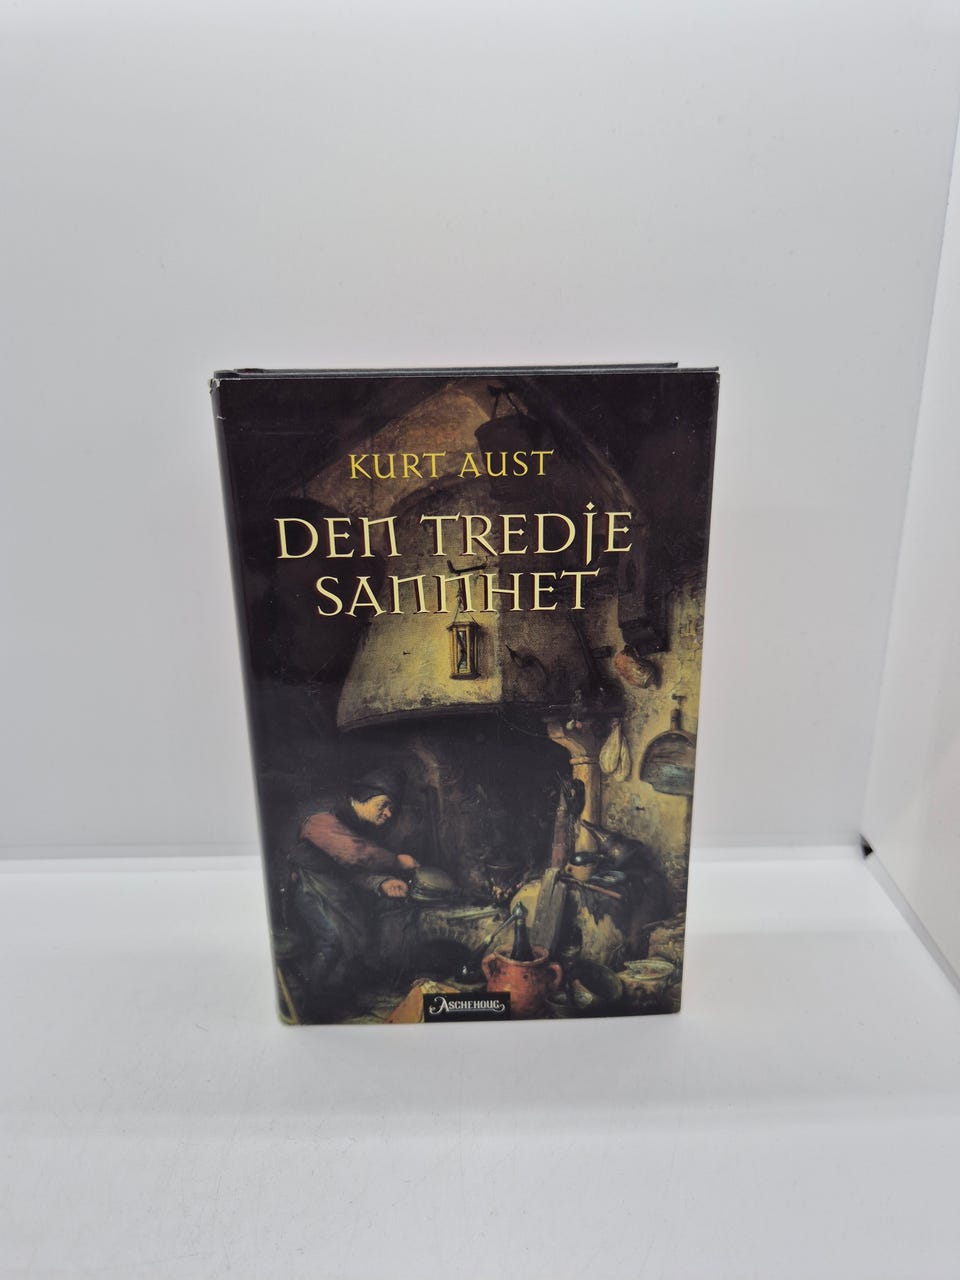 KURT AUST
DEN TREDJE
SANNHET
ASCHEHOUG